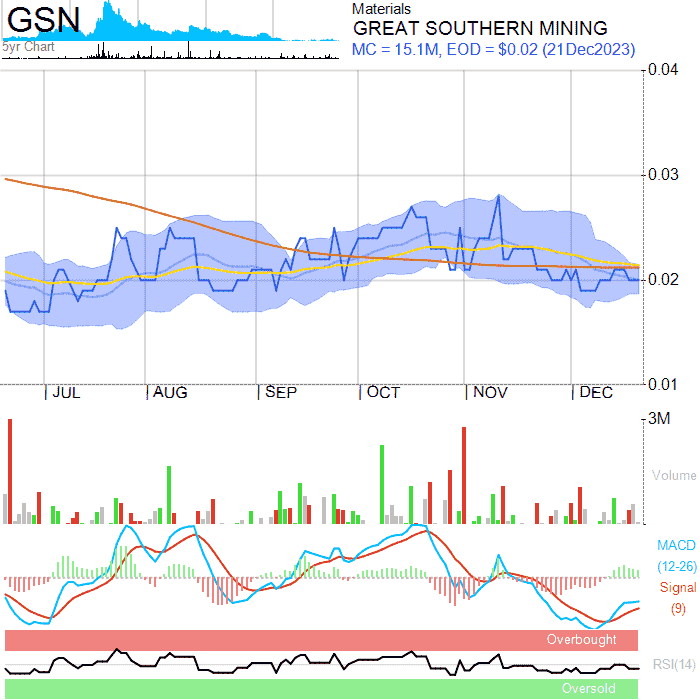 GSN
5yr Chart
Materials
GREAT SOUTHERN MINING
MC = 15.1M, EOD = $0.02 (21Dec2023)
0.04
0.03
0.02
0.01
JUL
AUG
SEP
OCT
NOV
DEC
3M
Volume
MACD
(12-26)
Signal
(9)
Overbought
RSI(14)
Oversold